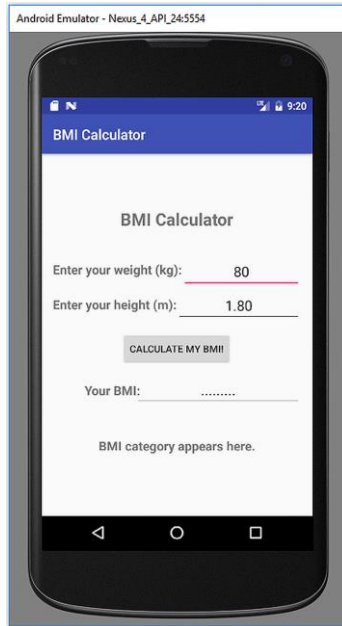 Android Emulator - Nexus_4_API_24:5554
9:20
BMI Calculator
BMI Calculator
Enter your weight (kg): 80
Enter your height (m): 1.80
CALCULATE MY BMI!
Your BMI: .........
BMI category appears here.